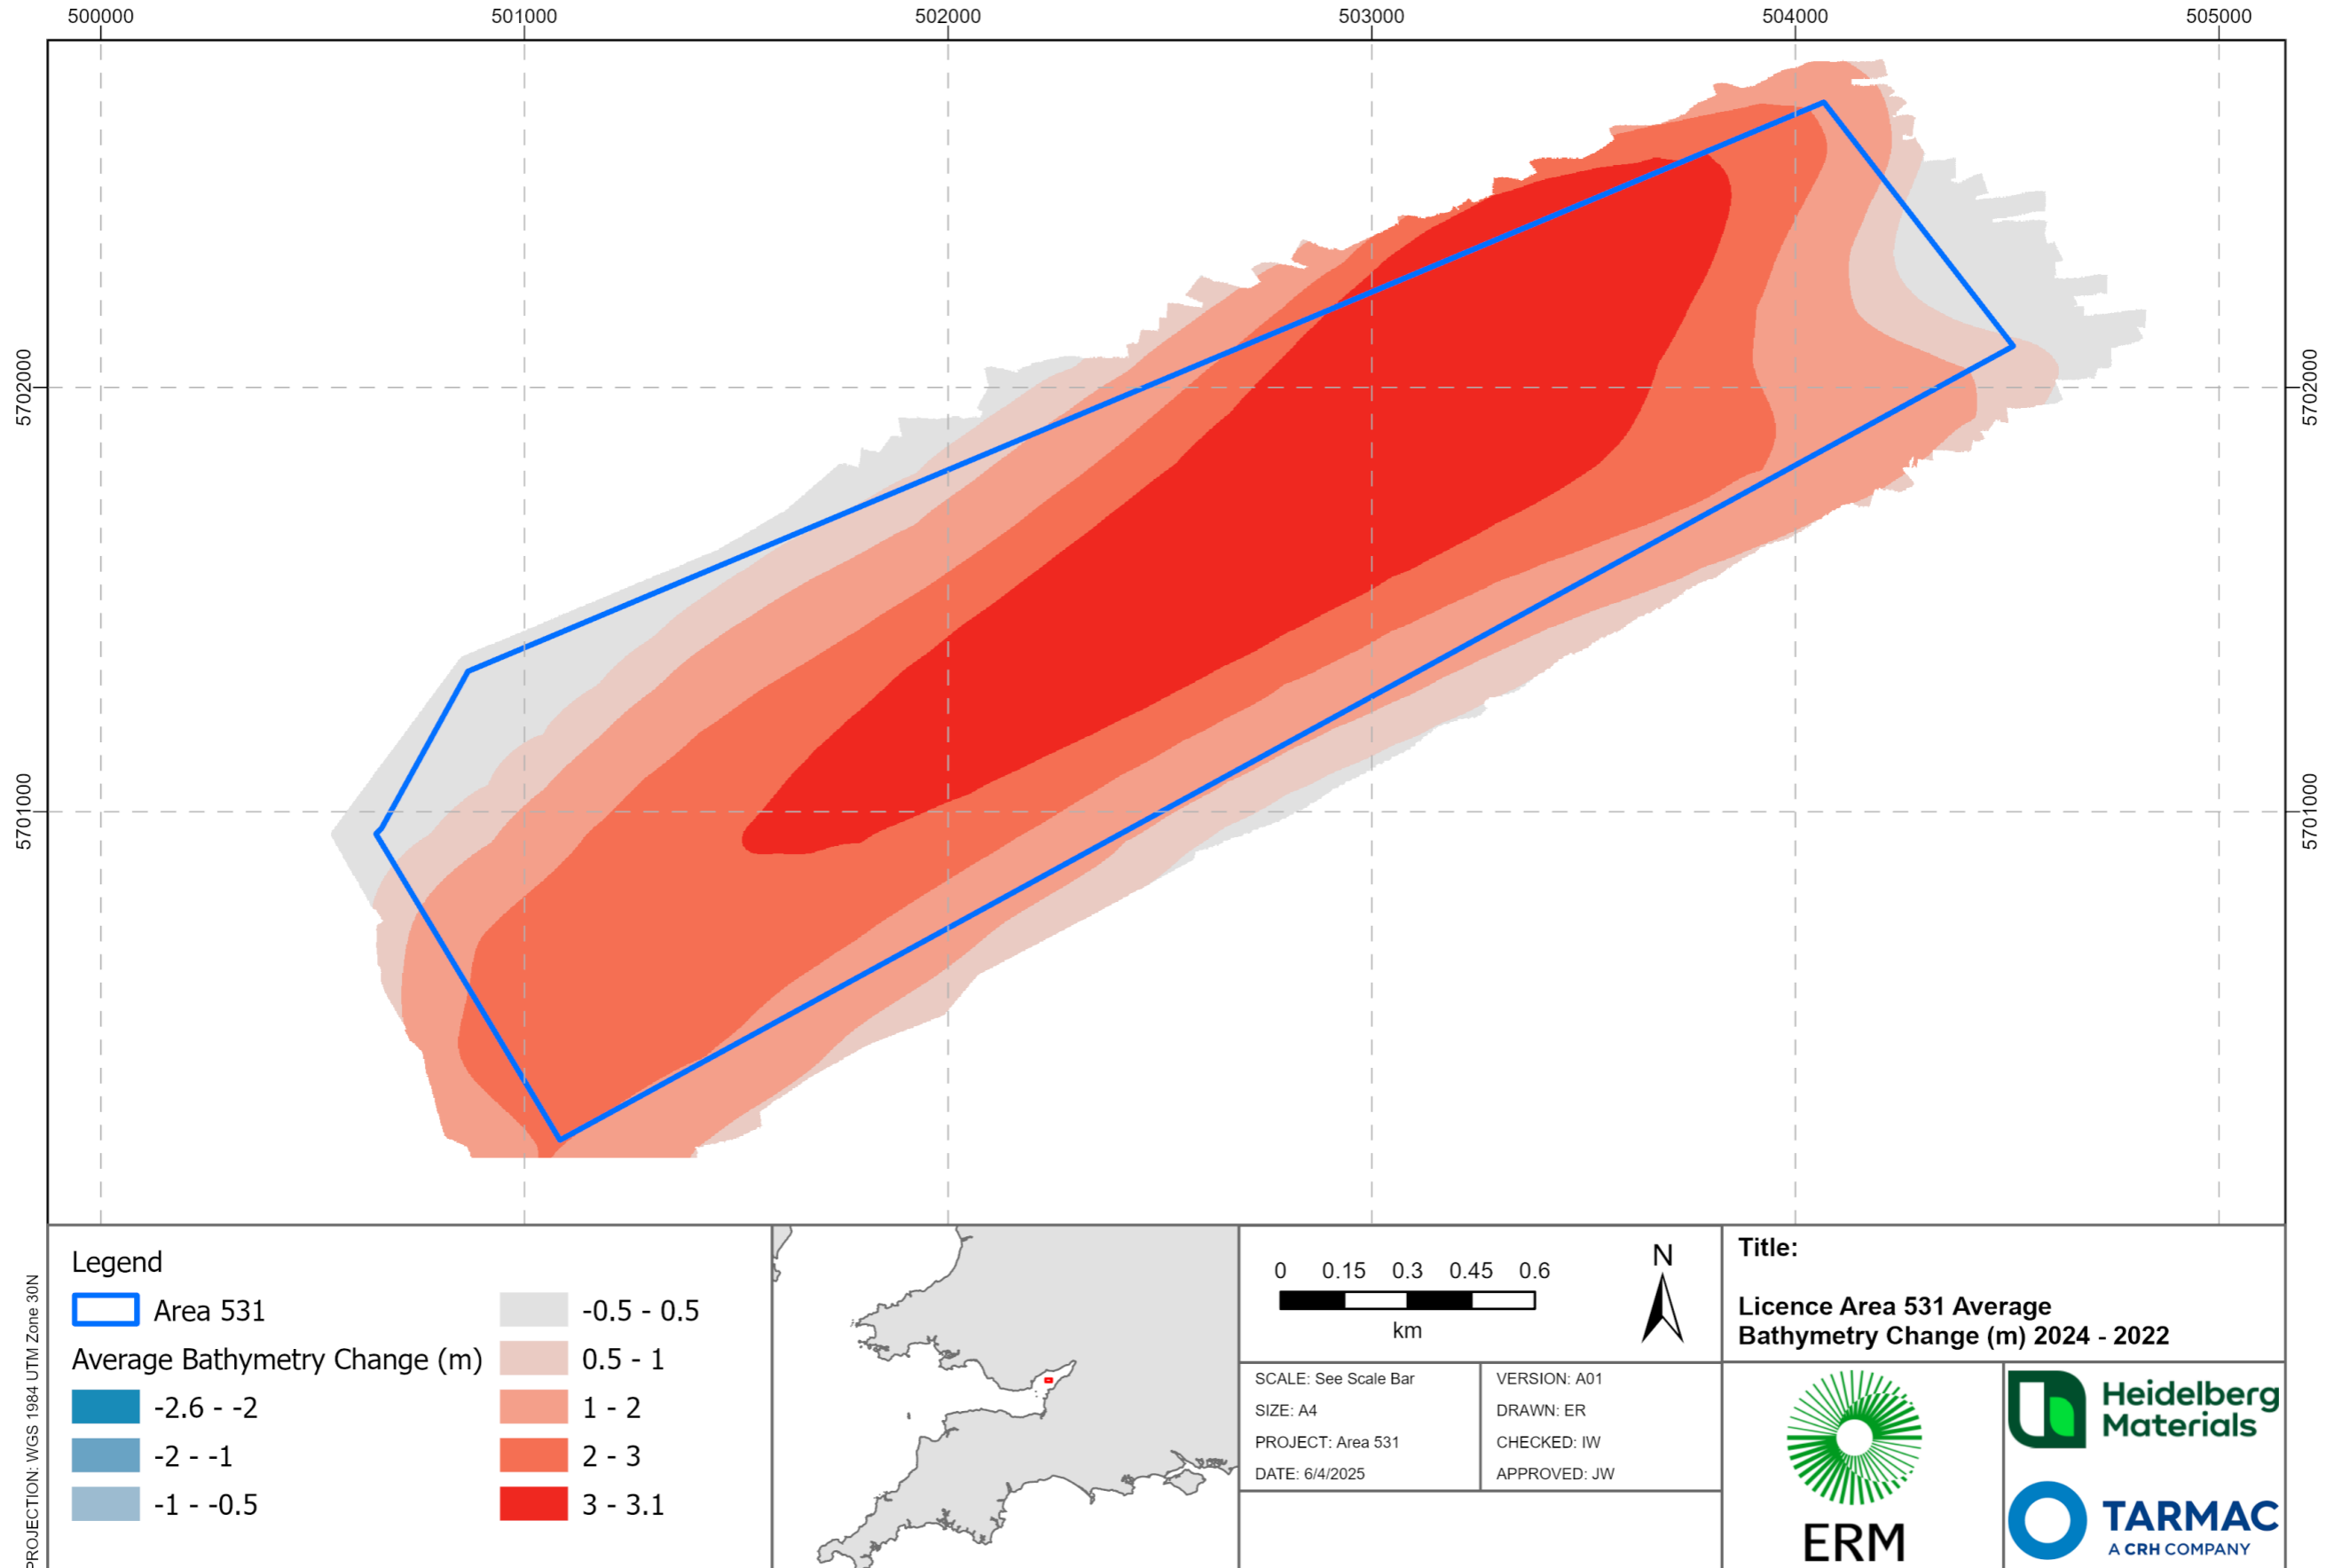 500000 501000 502000 503000 504000 505000
5702000 5702000
5701000 5701000
PROJECTION: WGS 1984 UTM Zone 30N
Legend
Area 531
Average Bathymetry Change (m)
-2.6 - -2
-2 - -1
-1 - -0.5
-0.5 - 0.5
0.5 - 1
1 - 2
2 - 3
3 - 3.1
0 0.15 0.3 0.45 0.6
km
N
SCALE: See Scale Bar
SIZE: A4
PROJECT: Area 531
DATE: 6/4/2025
VERSION: A01
DRAWN: ER
CHECKED: IW
APPROVED: JW
Title:
Licence Area 531 Average
Bathymetry Change (m) 2024 - 2022
ERM
Heidelberg
Materials
TARMAC
A CRH COMPANY